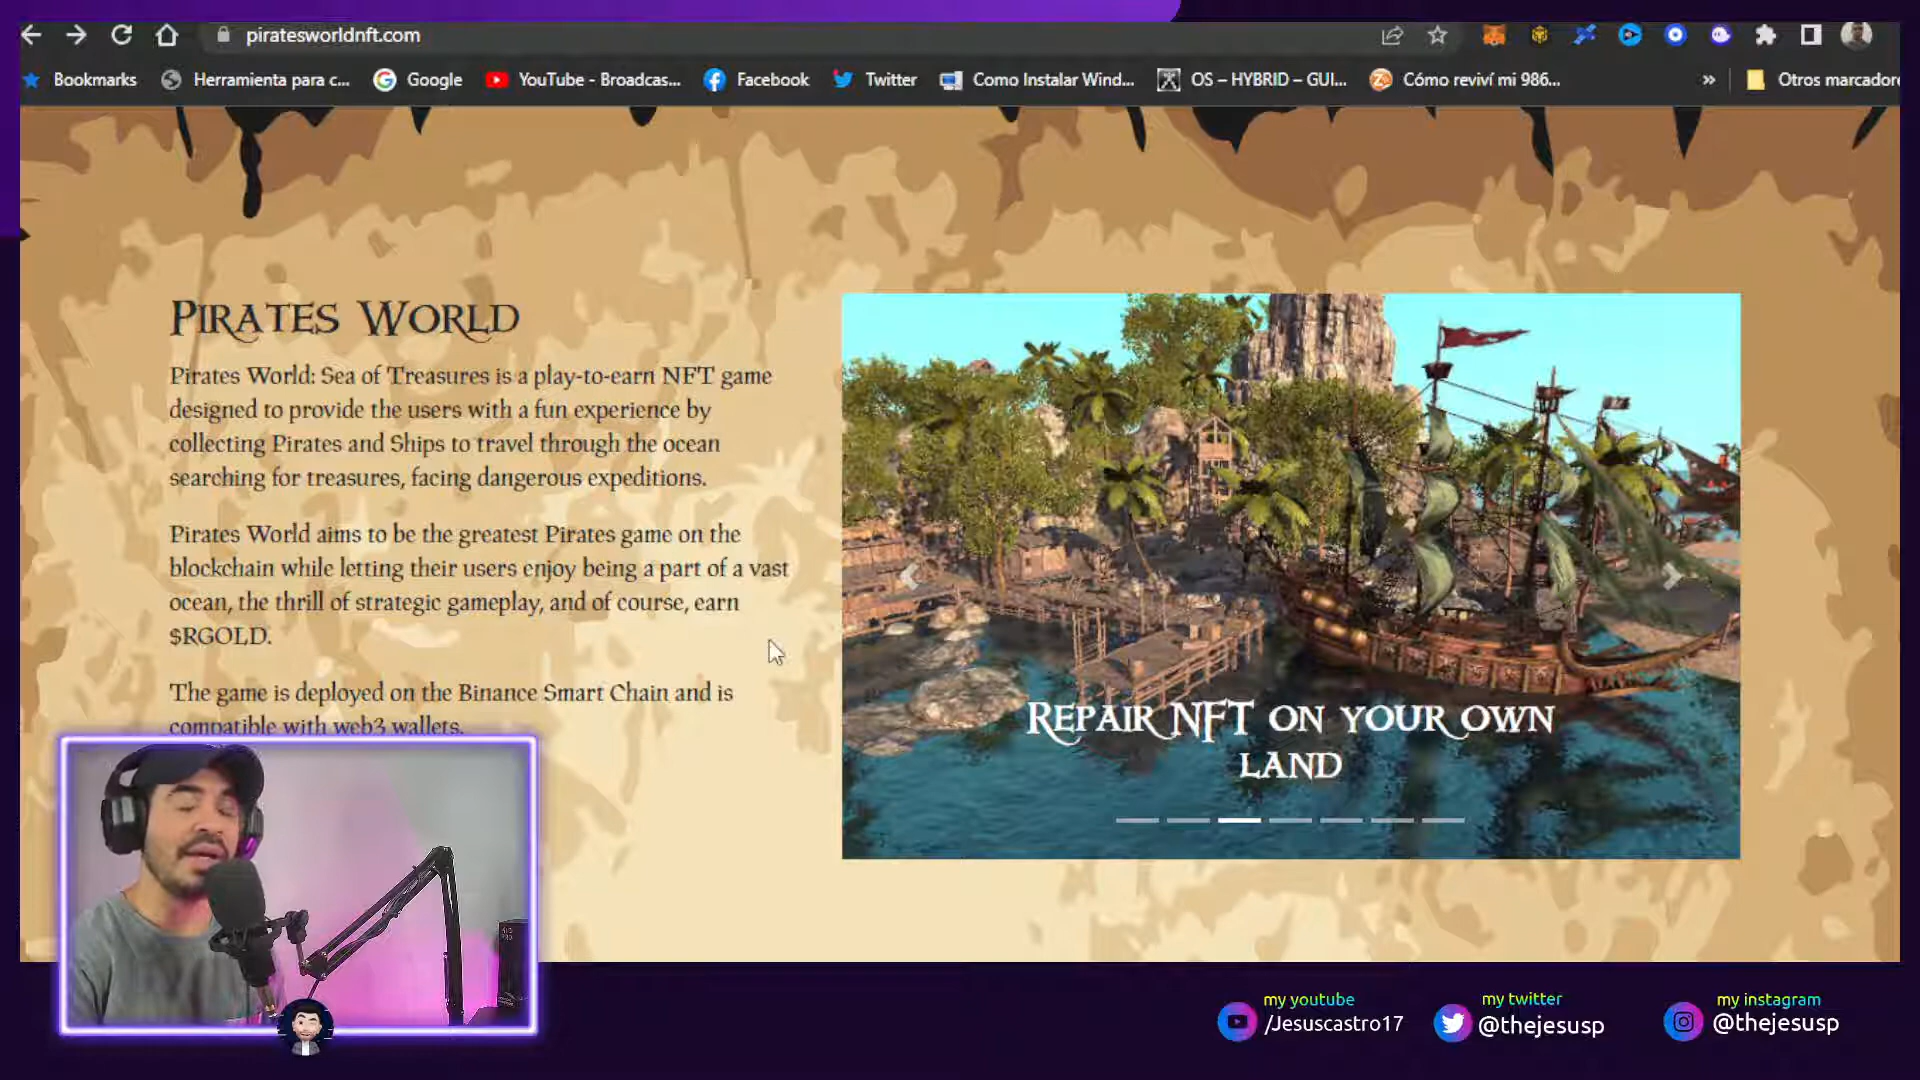 piratesworldnft.com
Bookmarks
Herramienta para c...
Google
YouTube - Broadcas...
Facebook
Twitter
Como Instalar Wind...
OS – HYBRID – GUI...
Cómo reviví mi 986...
»
Otros marcadore
PIRATES WORLD
Pirates World: Sea of Treasures is a play-to-earn NFT game
designed to provide the users with a fun experience by
collecting Pirates and Ships to travel through the ocean
searching for treasures, facing dangerous expeditions.
Pirates World aims to be the greatest Pirates game on the
blockchain while letting their users enjoy being a part of a vast
ocean, the thrill of strategic gameplay, and of course, earn
$RGOLD.
The game is deployed on the Binance Smart Chain and is
compatible with web3 wallets.
REPAIR NFT ON YOUR OWN
LAND
my youtube
/Jesuscastro17
my twitter
@thejesusp
my instagram
@thejesusp